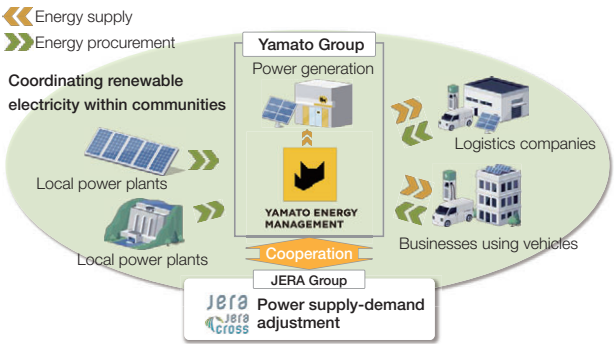 Energy supply
Energy procurement
Coordinating renewable
electricity within communities
Yamato Group
Power generation
Local power plants
Local power plants
YAMATO ENERGY
MANAGEMENT
Logistics companies
Businesses using vehicles
Cooperation
JERA Group
Jera
Jera
cross
Power supply-demand
adjustment